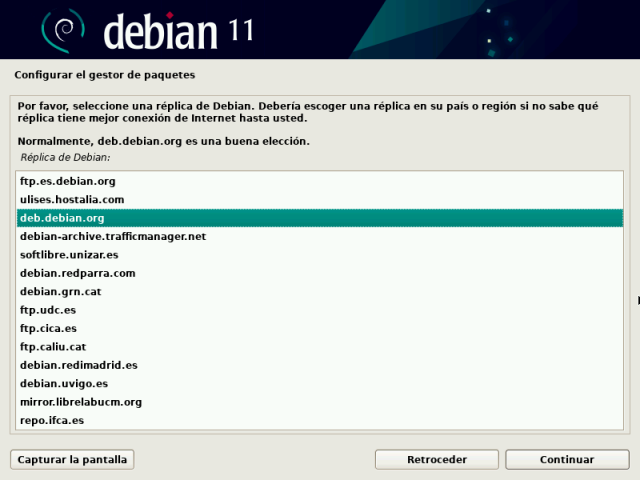 debian 11
Configurar el gestor de paquetes
Por favor, seleccione una réplica de Debian. Debería escoger una réplica en su país o región si no sabe qué
réplica tiene mejor conexión de Internet hasta usted.
Normalmente, deb.debian.org es una buena elección.
Réplica de Debian:
ftp.es.debian.org
ulises.hostalia.com
deb.debian.org
debian-archive.trafficmanager.net
softlibre.unizar.es
debian.redparra.com
debian.grn.cat
ftp.udc.es
ftp.cica.es
ftp.caliu.cat
debian.redimadrid.es
debian.uvigo.es
mirror.librelabucm.org
repo.ifca.es
Capturar la pantalla
Retroceder
Continuar